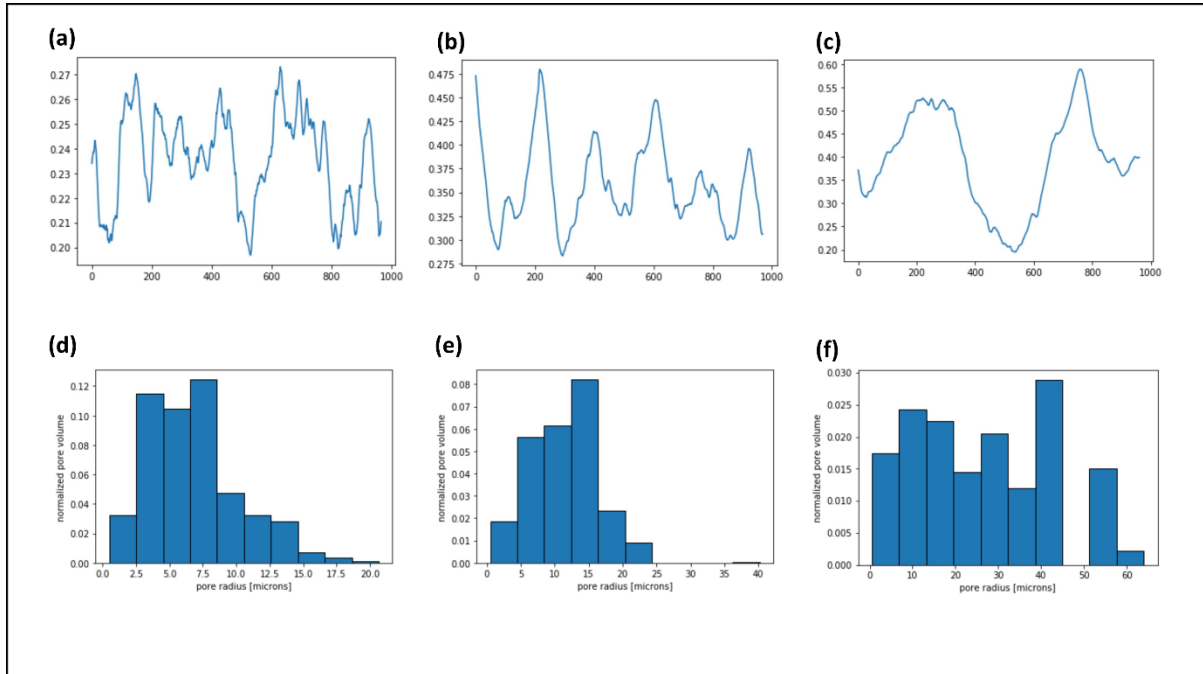 (a)
0.27
0.26
0.25
0.24
0.23
0.22
0.21
0.20
0 200 400 600 800 1000
(b)
0.475
0.450
0.425
0.400
0.375
0.350
0.325
0.300
0.275
0 200 400 600 800 1000
(c)
0.60
0.55
0.50
0.45
0.40
0.35
0.30
0.25
0.20
0 200 400 600 800 1000
(d)
normalized pore volume
0.12
0.10
0.08
0.06
0.04
0.02
0.00
0.0 2.5 5.0 7.5 10.0 12.5 15.0 17.5 20.0
pore radius [microns]
(e)
normalized pore volume
0.08
0.07
0.06
0.05
0.04
0.03
0.02
0.01
0.00
0 5 10 15 20 25 30 35 40
pore radius [microns]
(f)
normalized pore volume
0.030
0.025
0.020
0.015
0.010
0.005
0.000
0 10 20 30 40 50 60
pore radius [microns]